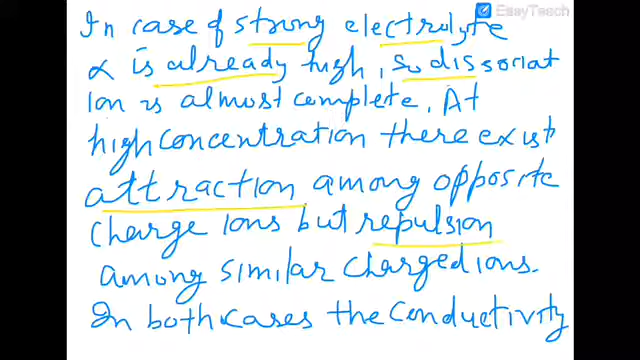 EasyTeach
In case of strong electrolyte
α is already high, so dissociat
ion is almost complete. At
high concentration there exist
attraction among opposite
charge ions but repulsion
among similar charged ions.
In both cases the conductivity